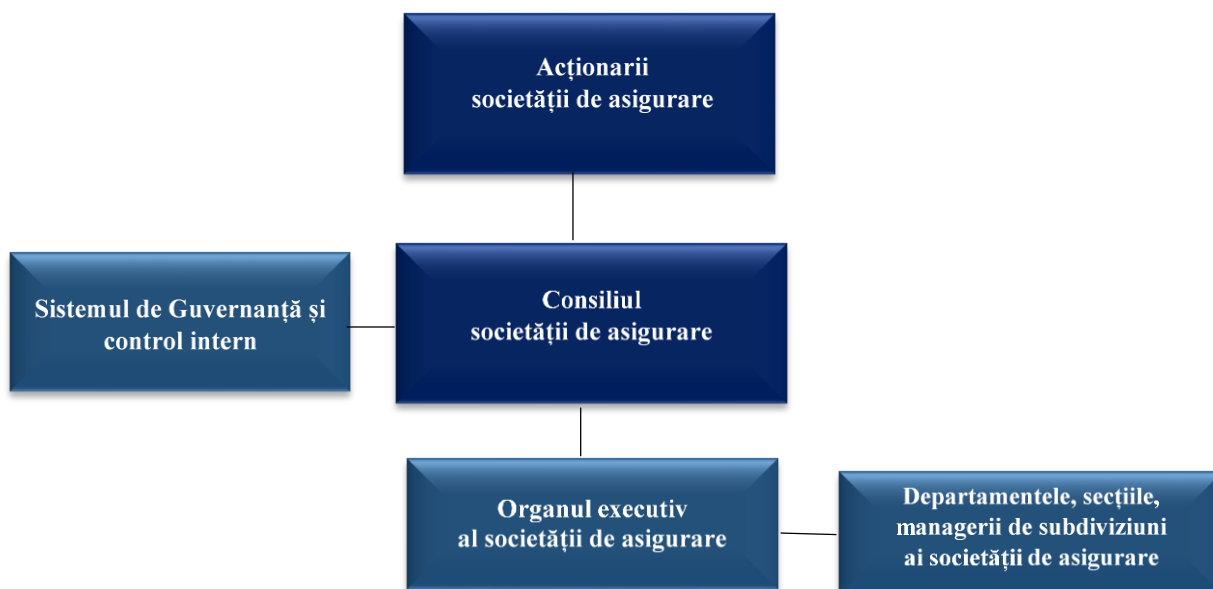 Acționarii
societății de asigurare
Sistemul de Guvernanță și
control intern
Consiliul
societății de asigurare
Organul executiv
al societății de asigurare
Departamentele, secțiile,
managerii de subdiviziuni
ai societății de asigurare